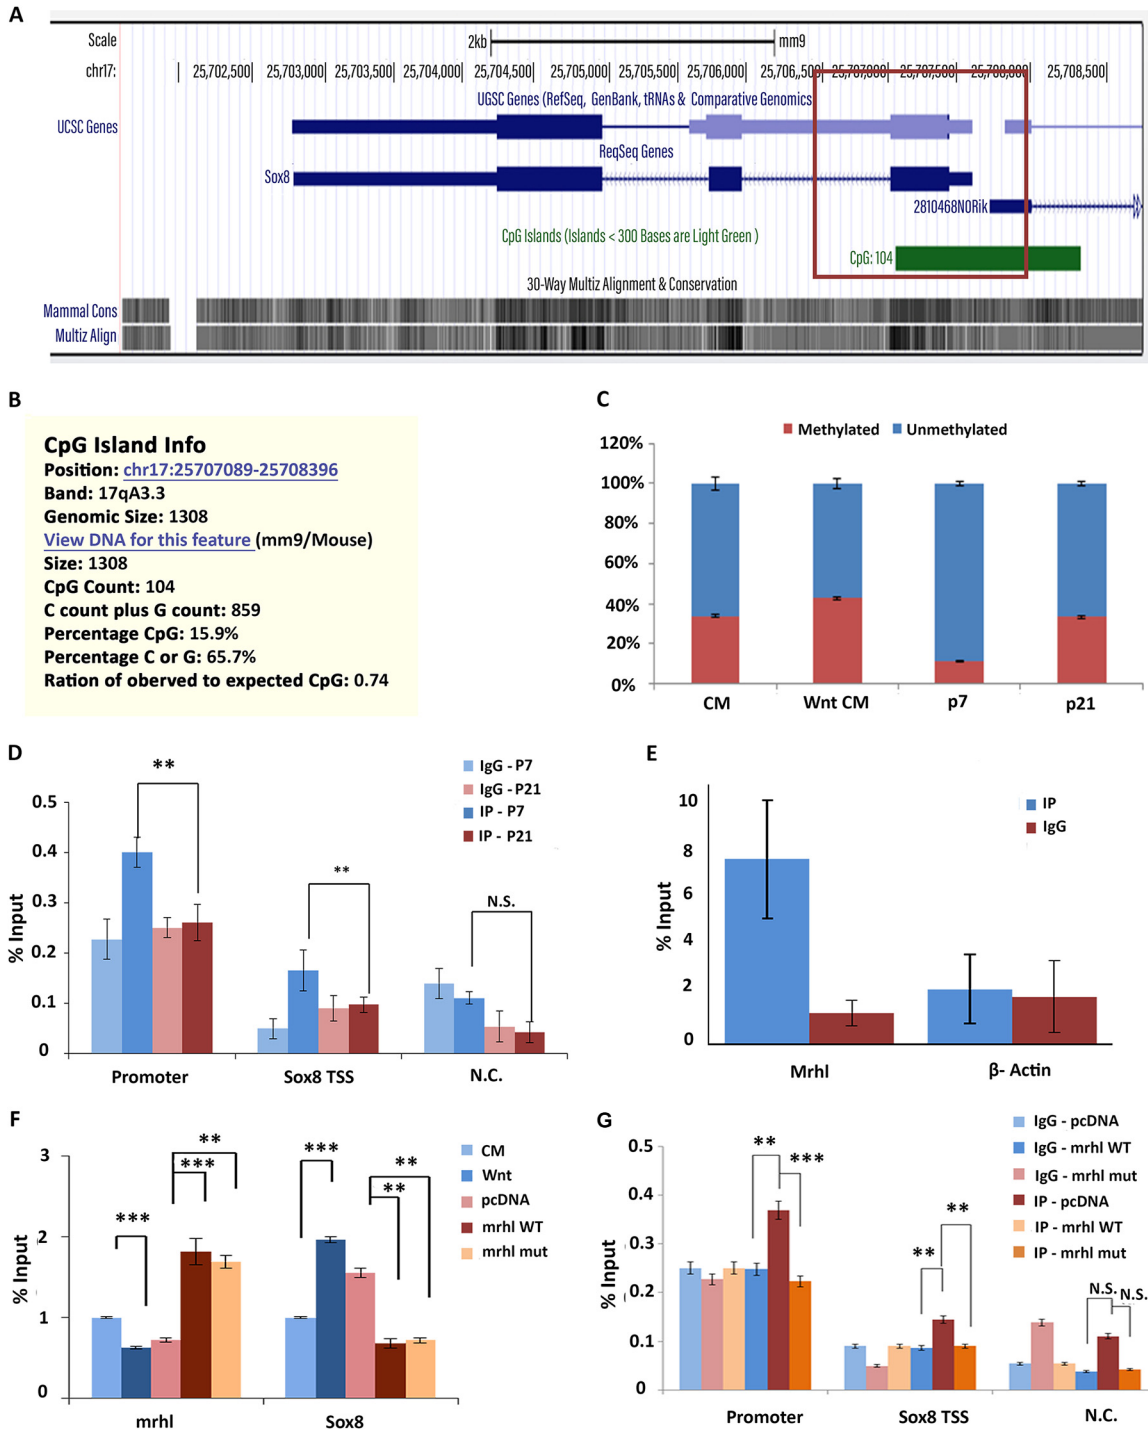 A
Scale
2kb
mm9
chr17:
25,702,500
25,703,000
25,703,500
25,704,000
25,704,500
25,705,000
25,705,500
25,706,000
25,706,500
25,707,000
25,707,500
25,708,000
25,708,500
UGSC Genes (RefSeq, GenBank, tRNAs & Comparative Genomics
UCSC Genes
ReqSeq Genes
Sox8
2810468N0Rik
CpG Islands (Islands < 300 Bases are Light Green )
CpG: 104
30-Way Multiz Alignment & Conservation
Mammal Cons
Multiz Align
B
CpG Island Info
Position: chr17:25707089-25708396
Band: 17qA3.3
Genomic Size: 1308
View DNA for this feature (mm9/Mouse)
Size: 1308
CpG Count: 104
C count plus G count: 859
Percentage CpG: 15.9%
Percentage C or G: 65.7%
Ration of oberved to expected CpG: 0.74
C
Methylated Unmethylated
120%
100%
80%
60%
40%
20%
0%
CM Wnt CM p7 p21
D
IgG - P7
IgG - P21
IP - P7
IP - P21
** ** N.S.
% Input
0.5
0.4
0.3
0.2
0.1
0
Promoter Sox8 TSS N.C.
E
IP
IgG
% Input
10
8
6
4
2
0
Mrhl β- Actin
F
CM
Wnt
pcDNA
mrhl WT
mrhl mut
*** *** ** *** ** **
% Input
3
2
1
0
mrhl Sox8
G
IgG - pcDNA
IgG - mrhl WT
IgG - mrhl mut
IP - pcDNA
IP - mrhl WT
IP - mrhl mut
** *** ** ** N.S. N.S.
% Input
0.5
0.4
0.3
0.2
0.1
0
Promoter Sox8 TSS N.C.